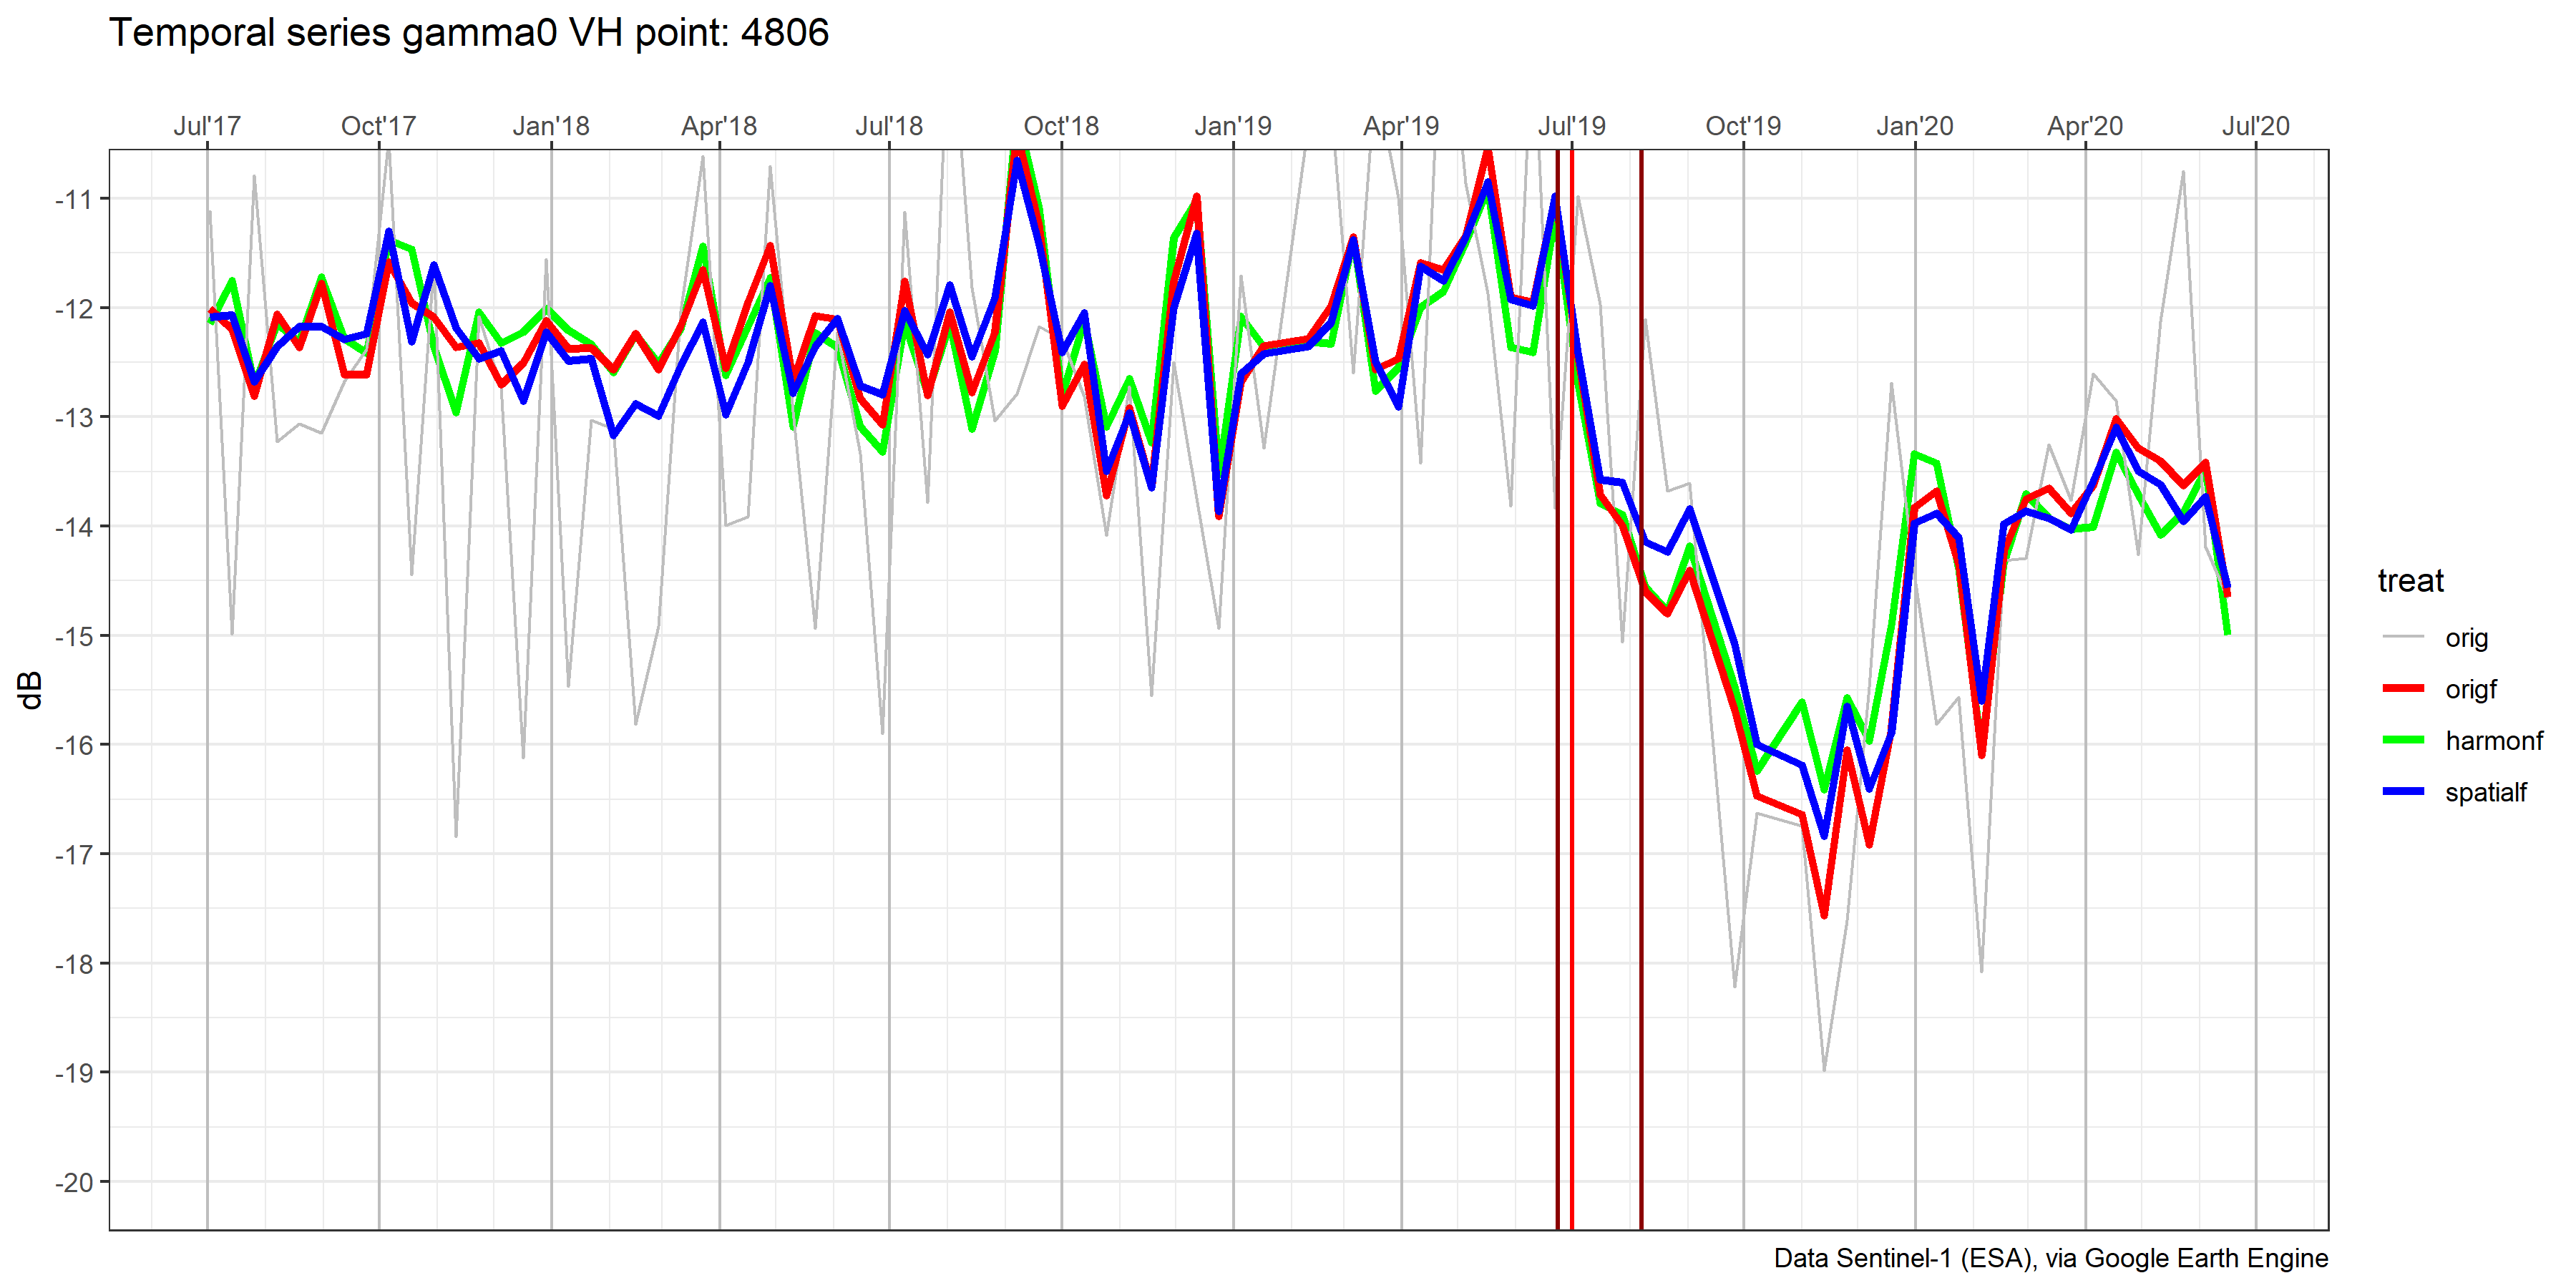 Temporal series gamma0 VH point: 4806
Jul'17 Oct'17 Jan'18 Apr'18 Jul'18 Oct'18 Jan'19 Apr'19 Jul'19 Oct'19 Jan'20 Apr'20 Jul'20
-11
-12
-13
-14
-15
-16
-17
-18
-19
-20
dB
treat
orig
origf
harmonf
spatialf
Data Sentinel-1 (ESA), via Google Earth Engine